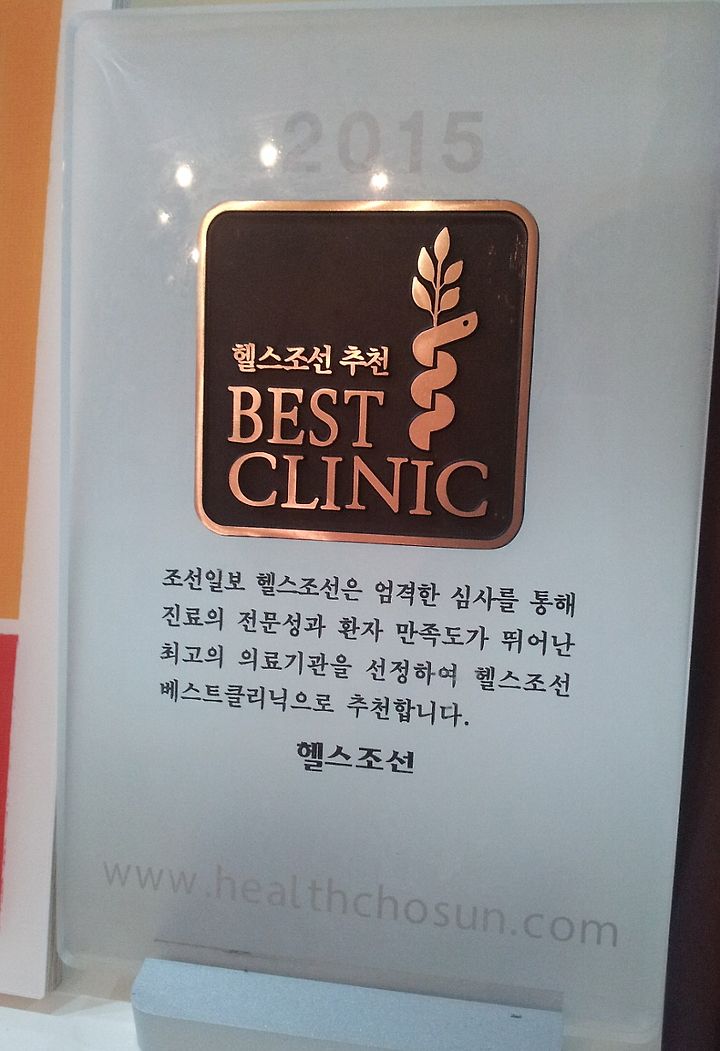 2015
헬스조선 추천
BEST
CLINIC
조선일보 헬스조선은 엄격한 심사를 통해
진료의 전문성과 환자 만족도가 뛰어난
최고의 의료기관을 선정하여 헬스조선
베스트클리닉으로 추천합니다.
헬스조선
www.healthchosun.com